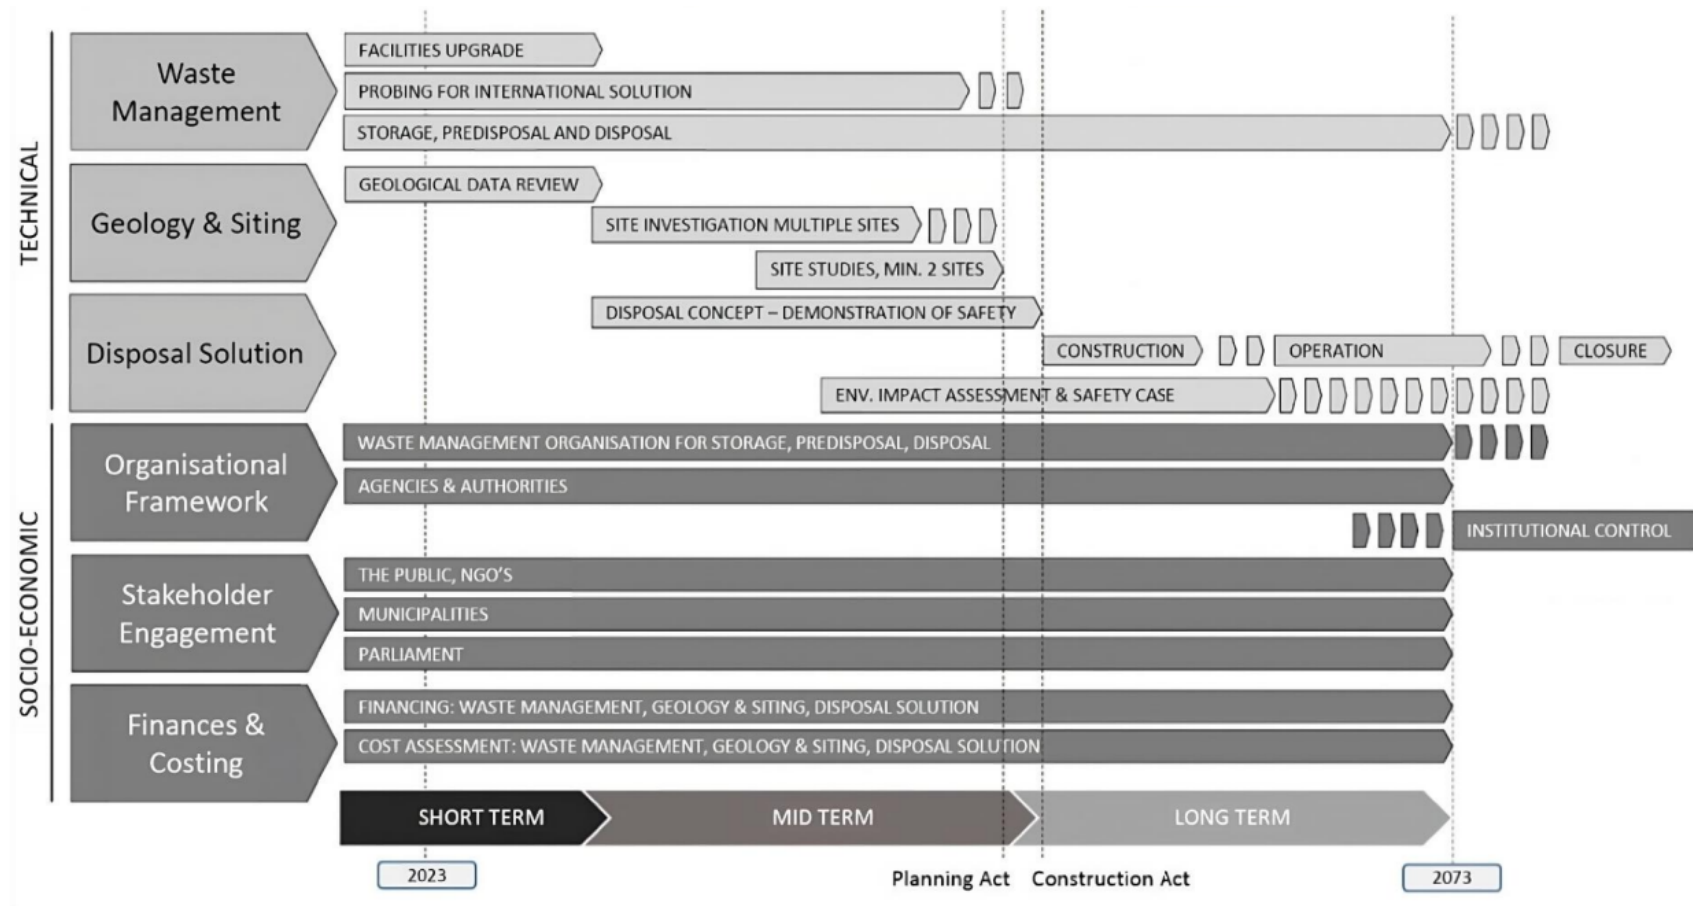 TECHNICAL
Waste
Management
FACILITIES UPGRADE
PROBING FOR INTERNATIONAL SOLUTION
STORAGE, PREDISPOSAL AND DISPOSAL
Geology & Siting
GEOLOGICAL DATA REVIEW
SITE INVESTIGATION MULTIPLE SITES
SITE STUDIES, MIN. 2 SITES
Disposal Solution
DISPOSAL CONCEPT – DEMONSTRATION OF SAFETY
CONSTRUCTION
OPERATION
CLOSURE
ENV. IMPACT ASSESSMENT & SAFETY CASE
SOCIO-ECONOMIC
Organisational
Framework
WASTE MANAGEMENT ORGANISATION FOR STORAGE, PREDISPOSAL, DISPOSAL
AGENCIES & AUTHORITIES
INSTITUTIONAL CONTROL
Stakeholder
Engagement
THE PUBLIC, NGO'S
MUNICIPALITIES
PARLIAMENT
Finances &
Costing
FINANCING: WASTE MANAGEMENT, GEOLOGY & SITING, DISPOSAL SOLUTION
COST ASSESSMENT: WASTE MANAGEMENT, GEOLOGY & SITING, DISPOSAL SOLUTION
SHORT TERM
MID TERM
LONG TERM
2023
Planning Act
Construction Act
2073